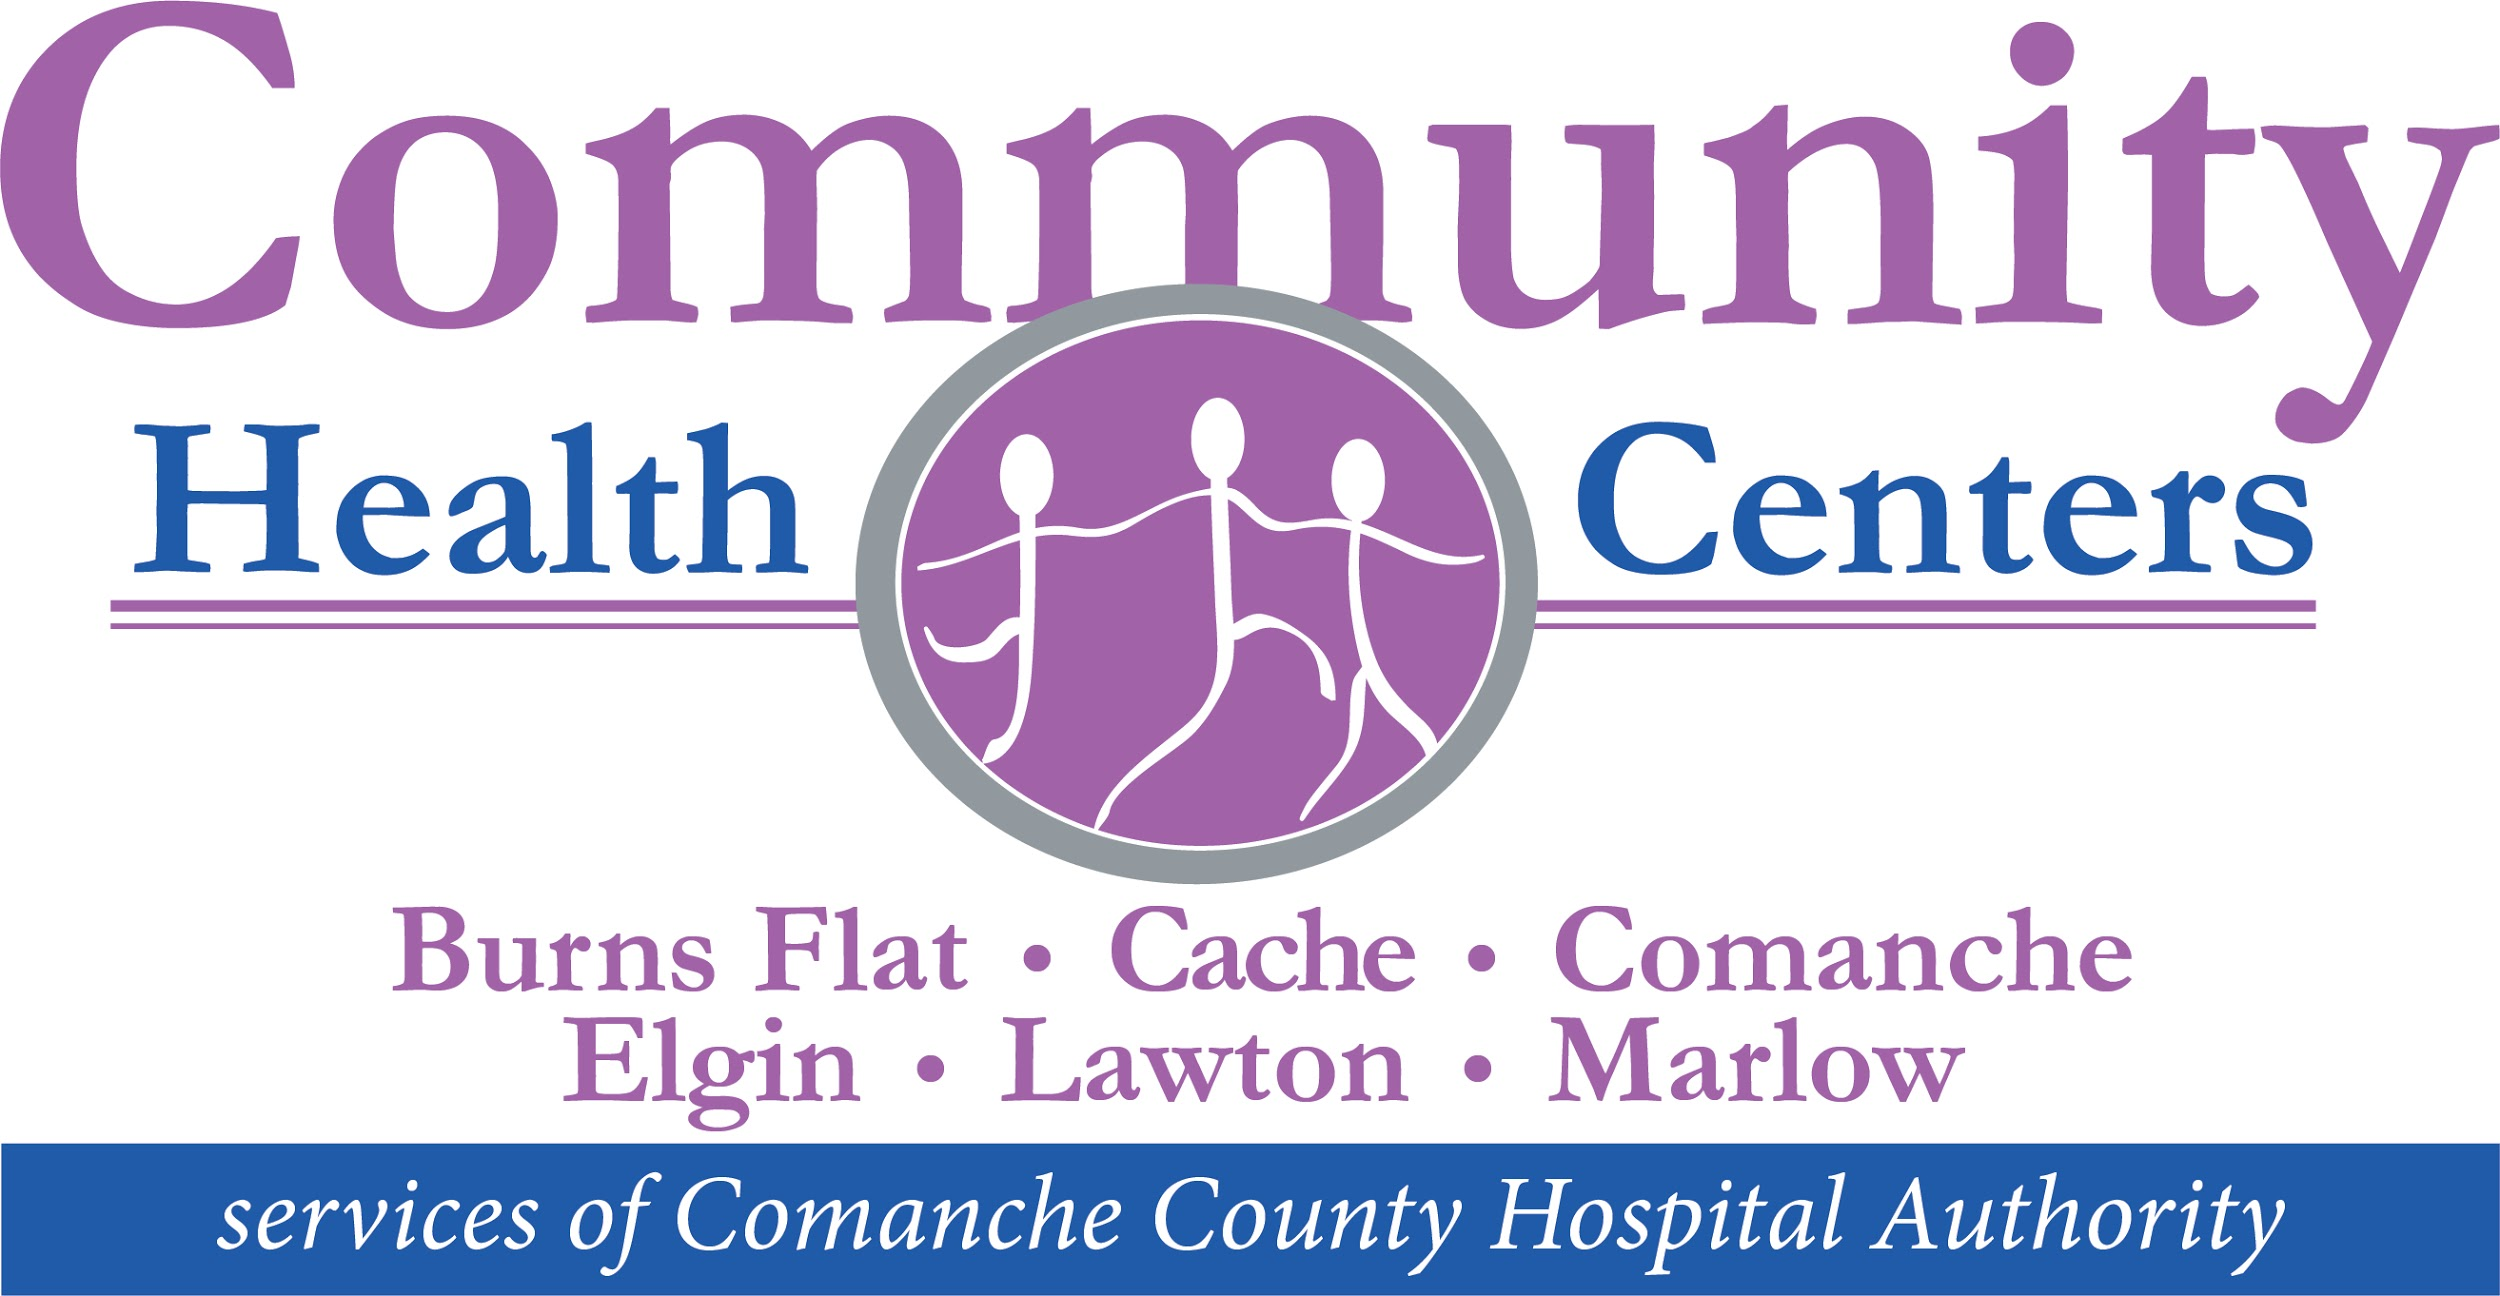 Community
Health Centers
Burns Flat • Cache • Comanche
Elgin • Lawton • Marlow
services of Comanche County Hospital Authority